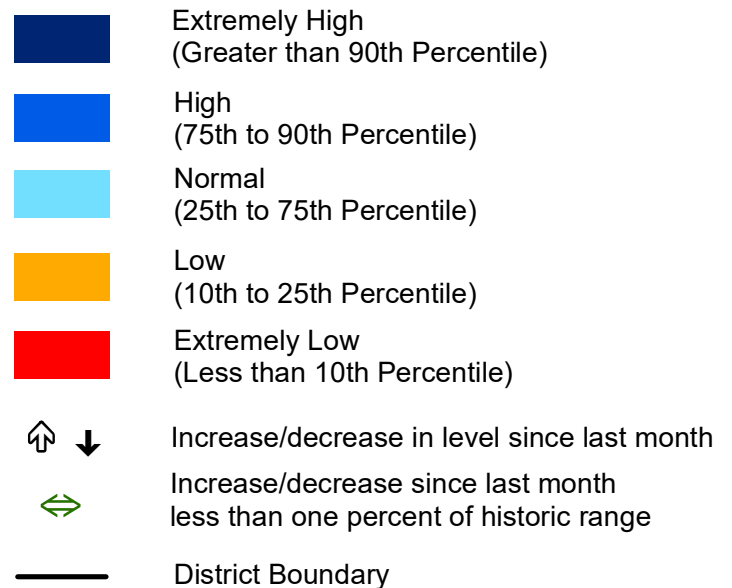 Extremely High
(Greater than 90th Percentile)
High
(75th to 90th Percentile)
Normal
(25th to 75th Percentile)
Low
(10th to 25th Percentile)
Extremely Low
(Less than 10th Percentile)
Increase/decrease in level since last month
Increase/decrease since last month
less than one percent of historic range
District Boundary